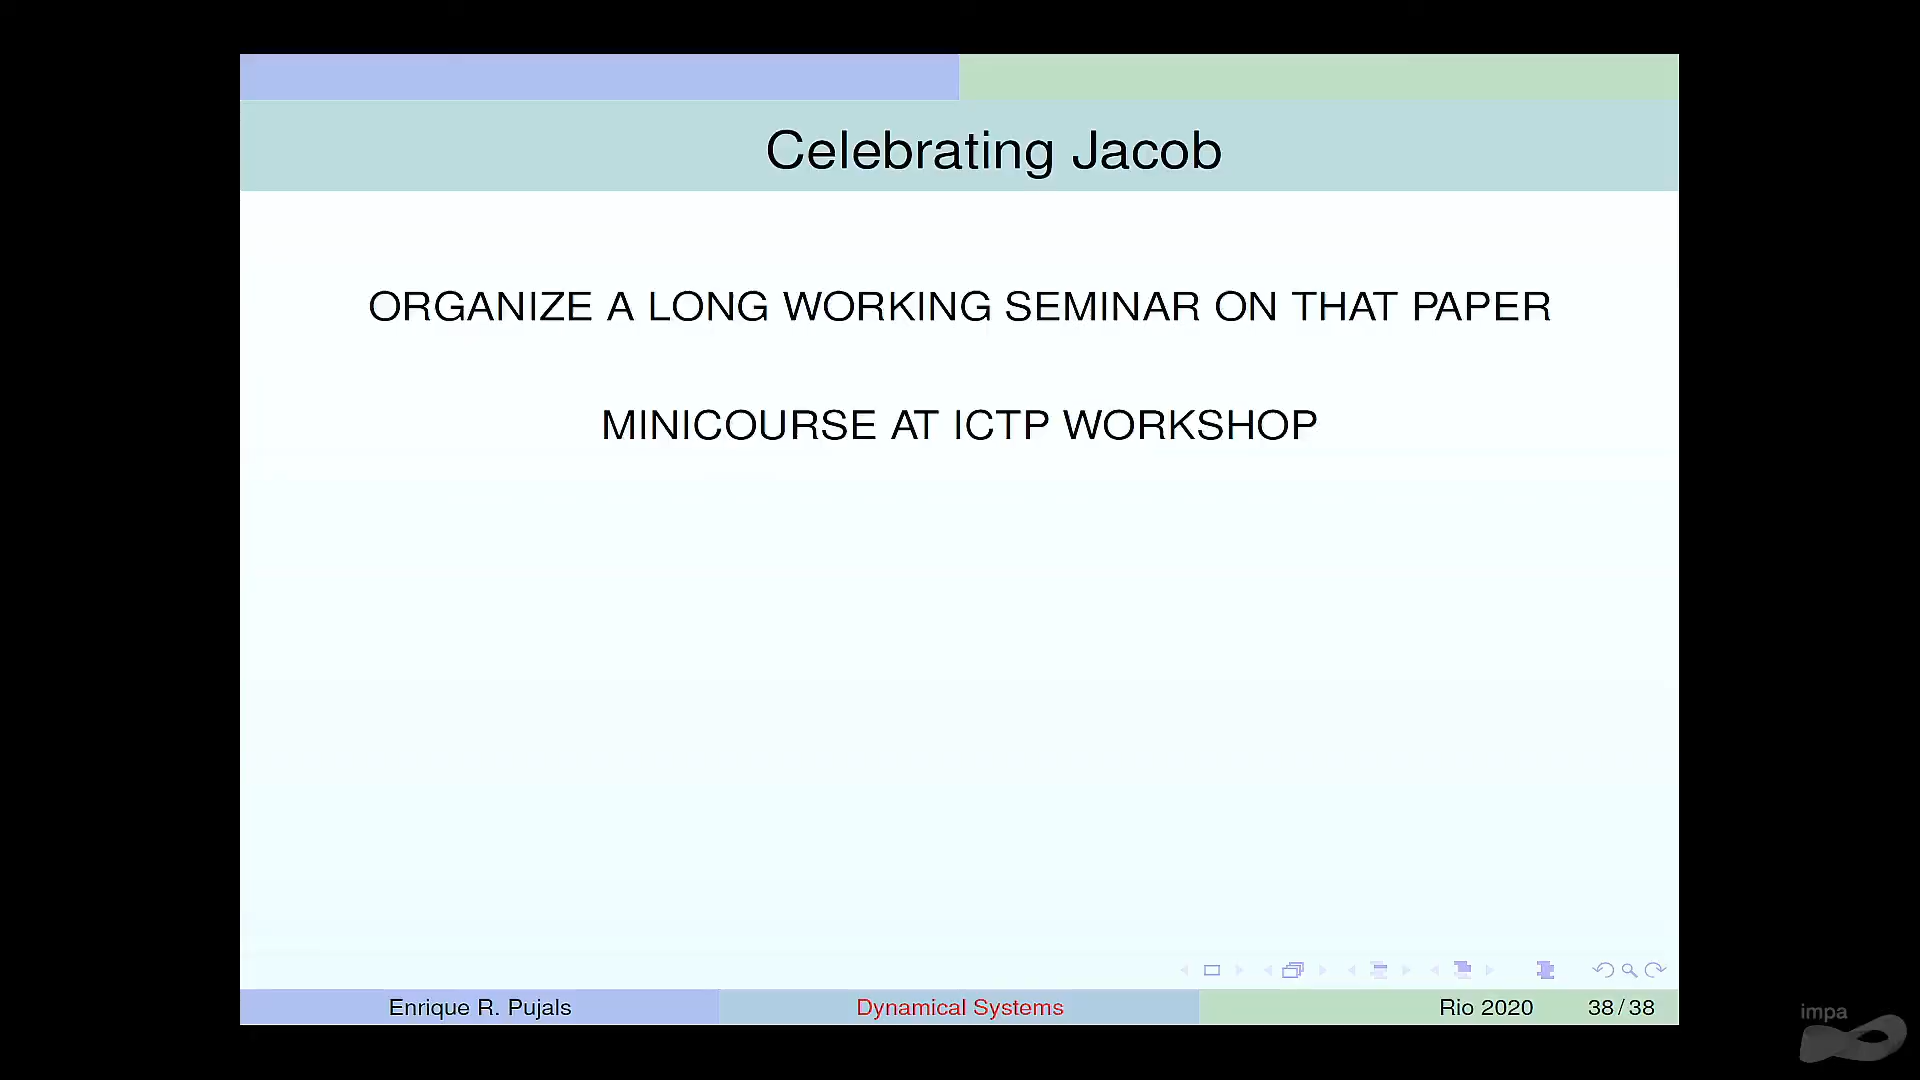 Celebrating Jacob
ORGANIZE A LONG WORKING SEMINAR ON THAT PAPER
MINICOURSE AT ICTP WORKSHOP
Enrique R. Pujals
Dynamical Systems
Rio 2020
38/38
impa